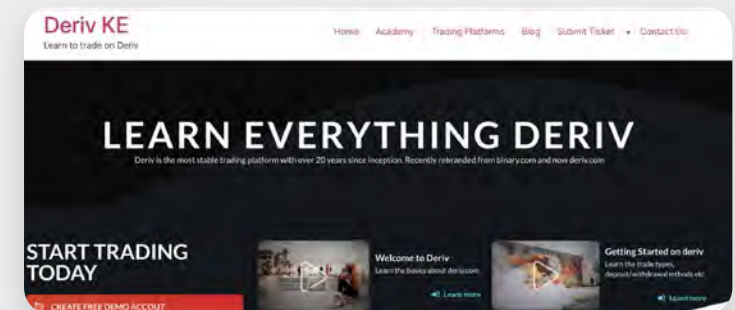 Deriv KE
Learn to trade on Deriv
Home Academy Trading Platforms Blog Submit Ticket Contact Us
LEARN EVERYTHING DERIV
Deriv is the most stable trading platform with over 20 years since inception. Recently rebranded from binary.com and now deriv.com
START TRADING
TODAY
CREATE FREE DEMO ACCOUT
Welcome to Deriv
Learn the basics about deriv.com
Learn more
Getting Started on deriv
Learn the trade types,
deposit/withdrawal methods etc
Learn more